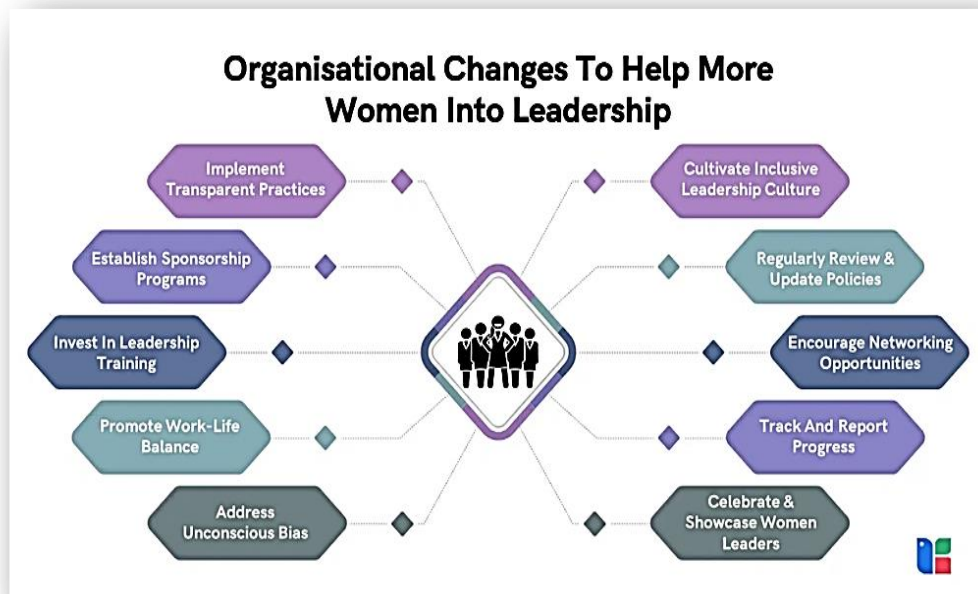 Organisational Changes To Help More
Women Into Leadership
Implement
Transparent Practices
Establish Sponsorship
Programs
Invest In Leadership
Training
Promote Work-Life
Balance
Address
Unconscious Bias
Cultivate Inclusive
Leadership Culture
Regularly Review &
Update Policies
Encourage Networking
Opportunities
Track And Report
Progress
Celebrate &
Showcase Women
Leaders